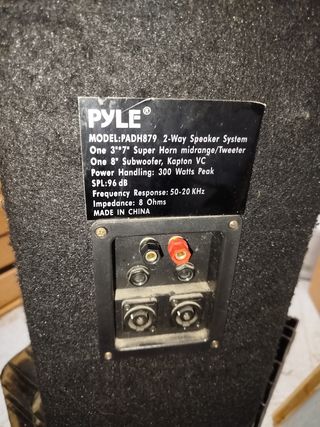 PYLE®
MODEL:PADH879 2-Way Speaker System
One 3"*7" Super Horn midrange/Tweeter
One 8" Subwoofer, Kapton VC
Power Handling: 300 Watts Peak
SPL:96 dB
Frequency Response: 50-20 KHz
Impedance: 8 Ohms
MADE IN CHINA